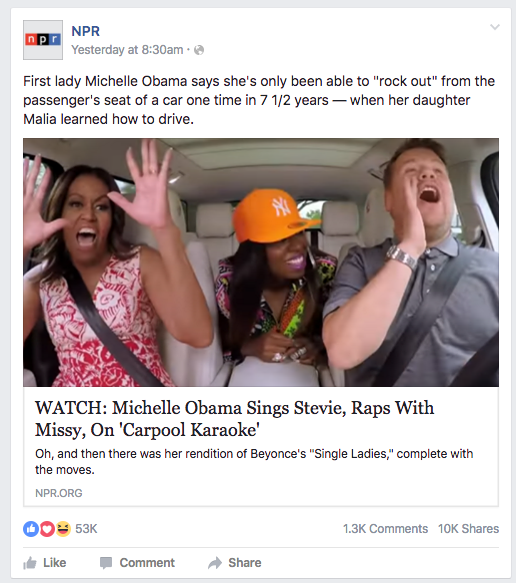 npr
NPR
Yesterday at 8:30am ·
First lady Michelle Obama says she's only been able to "rock out" from the
passenger's seat of a car one time in 7 1/2 years — when her daughter
Malia learned how to drive.
NY
WATCH: Michelle Obama Sings Stevie, Raps With
Missy, On 'Carpool Karaoke'
Oh, and then there was her rendition of Beyonce's "Single Ladies," complete with
the moves.
NPR.ORG
53K
1.3K Comments 10K Shares
Like Comment Share